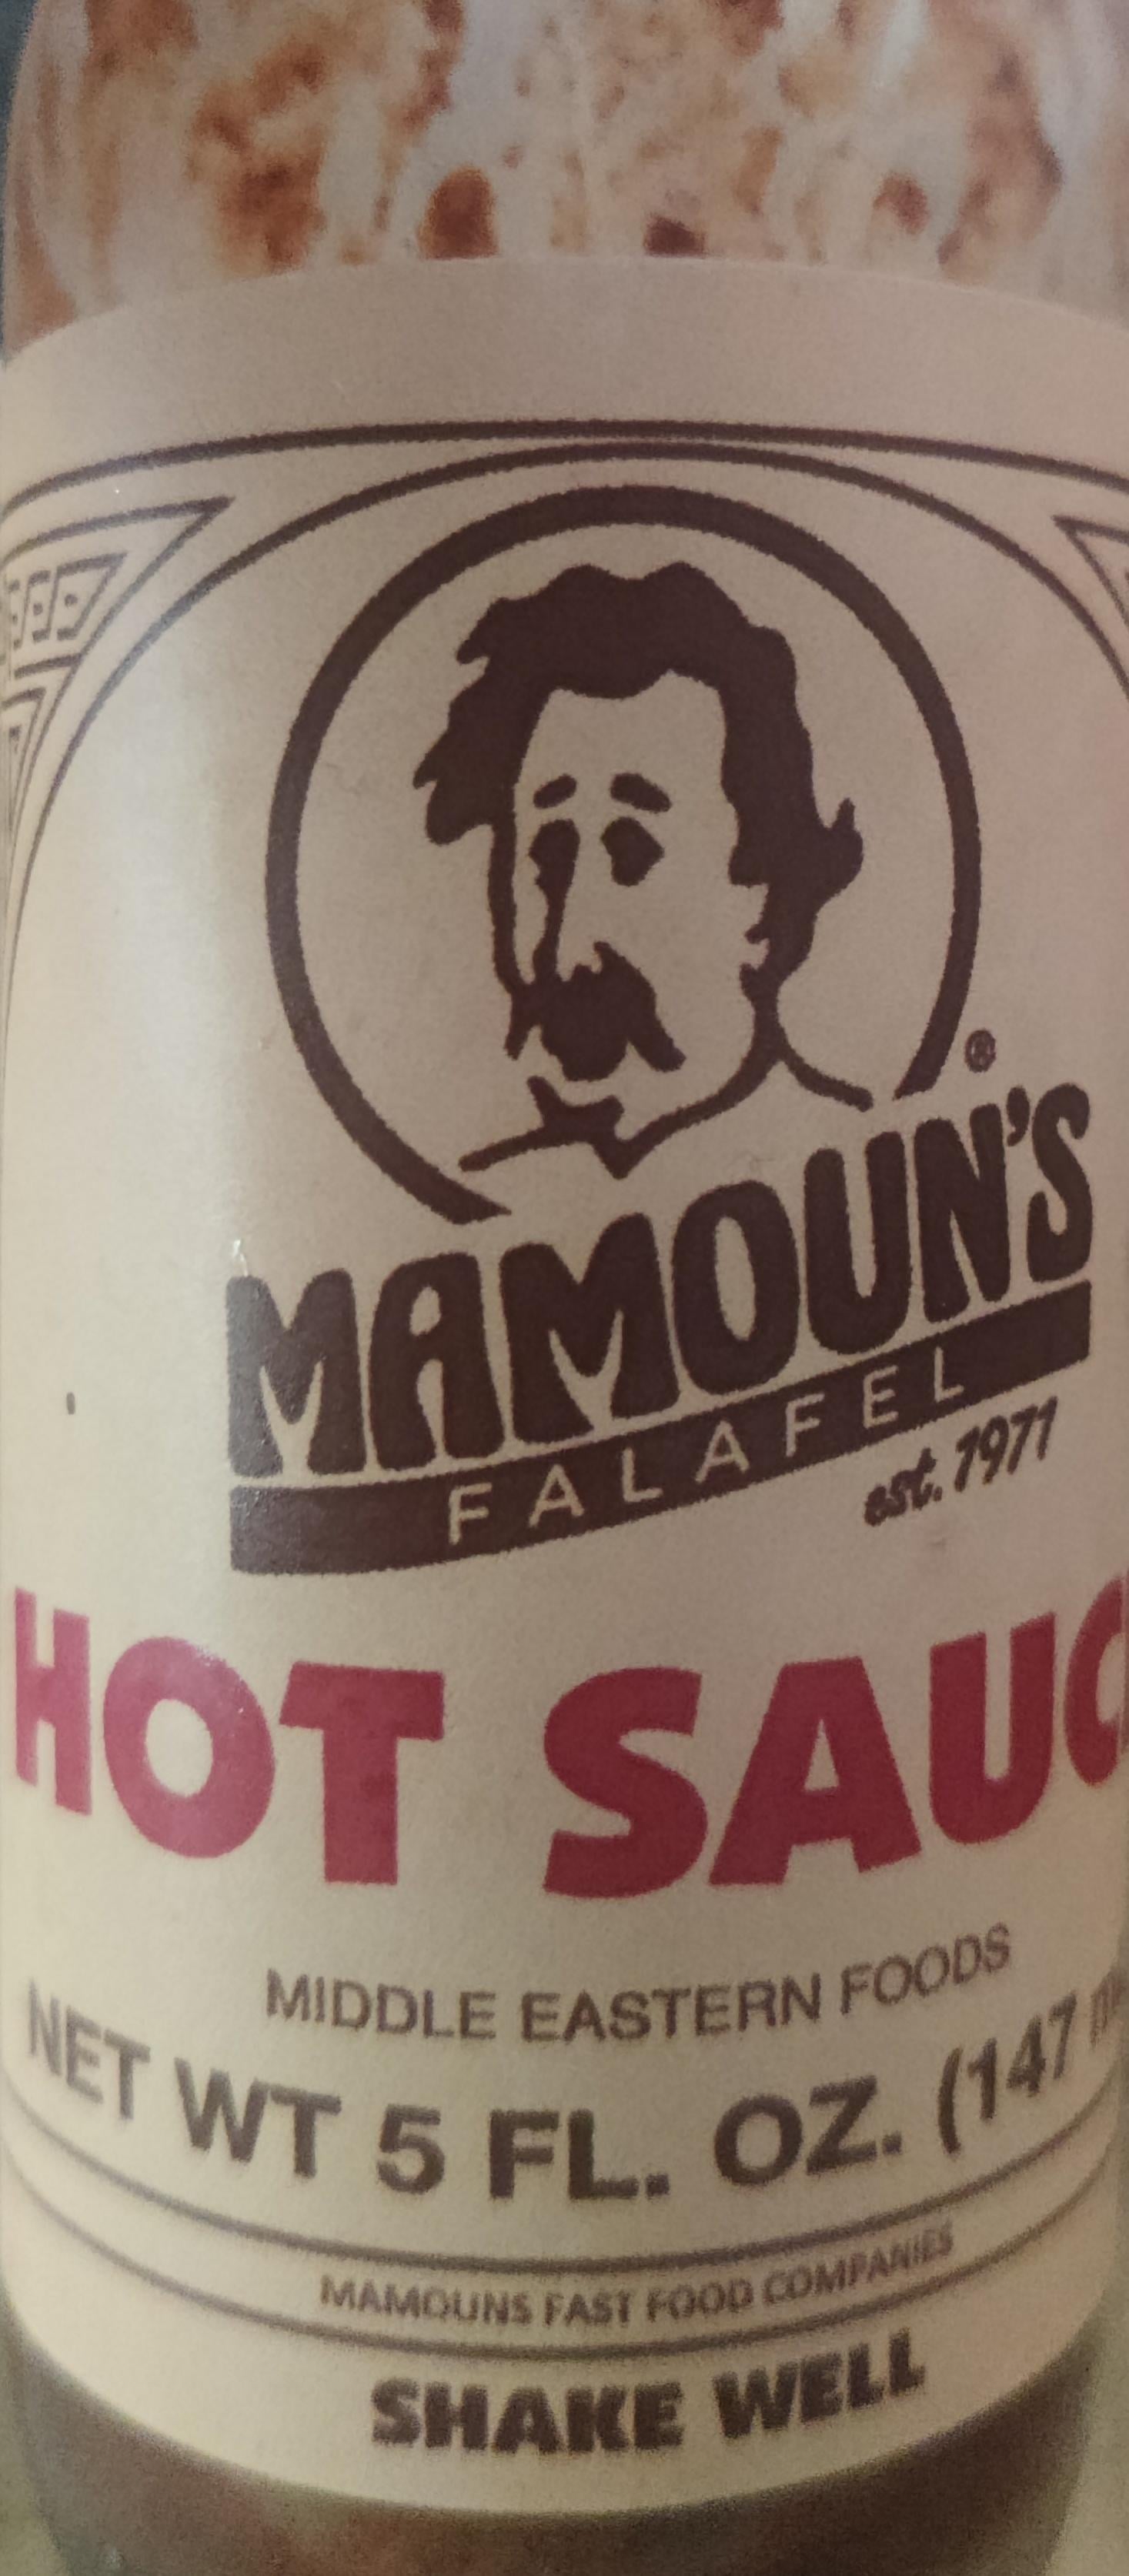 ®
MAMOUN'S
FALAFEL
est. 1971
HOT SAUC
MIDDLE EASTERN FOODS
NET WT 5 FL. OZ. (147
MAMOUNS FAST FOOD COMPANIES
SHAKE WELL